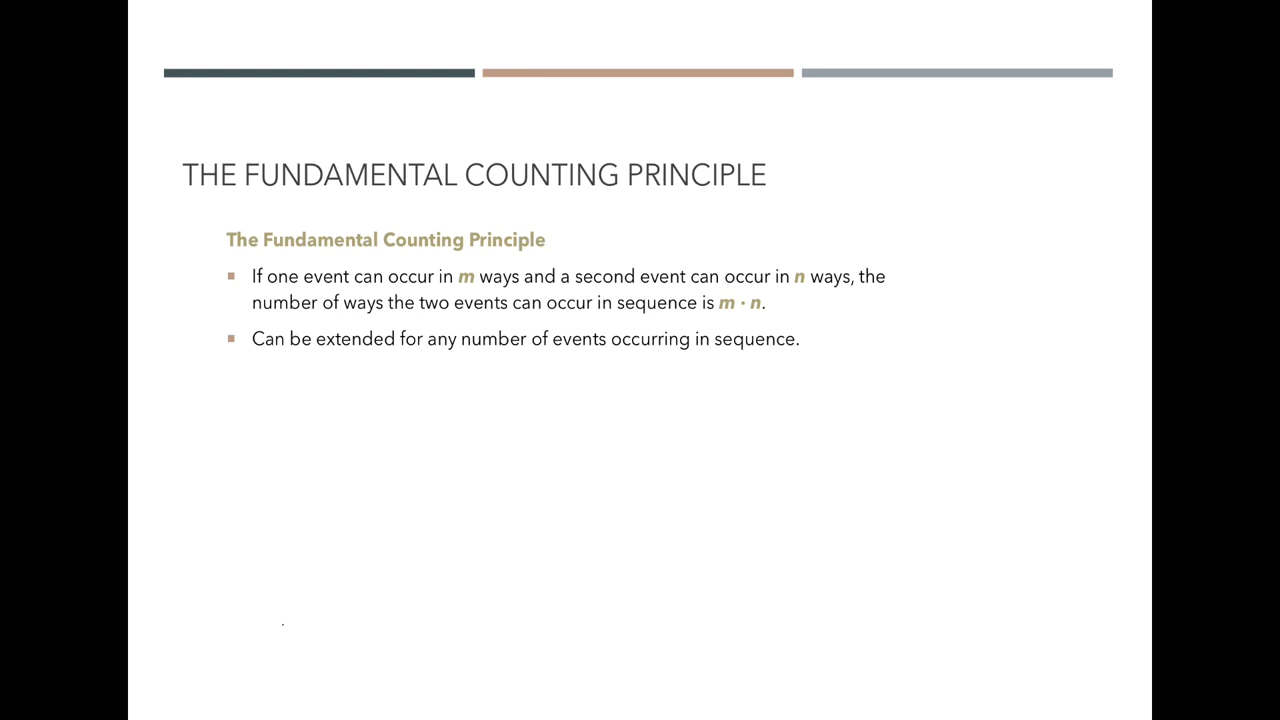 THE FUNDAMENTAL COUNTING PRINCIPLE
The Fundamental Counting Principle
▪ If one event can occur in m ways and a second event can occur in n ways, the
number of ways the two events can occur in sequence is m · n.
▪ Can be extended for any number of events occurring in sequence.
.